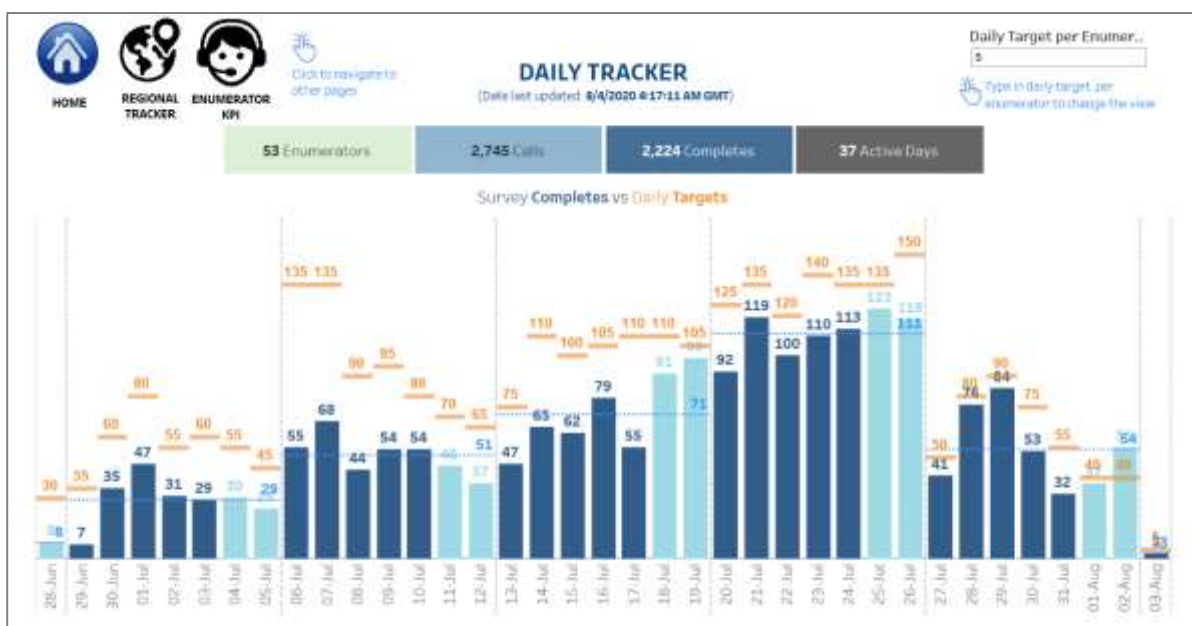 HOME
REGIONAL
TRACKER
ENUMERATOR
KPI
Click to navigate to
other pages
DAILY TRACKER
(Date last updated: 8/4/2020 4:17:11 AM GMT)
Daily Target per Enumer..
5
Type in daily target per
enumerator to change the view
53 Enumerators
2,745 Calls
2,224 Completes
37 Active Days
Survey Completes vs Daily Targets
30 35 60 80 55 60 55 45 135 135 90 95 80 70 65 75 110 100 105 110 110 105 125 135 120 140 135 135 150 50 80 90 75 55 40 40
8 7 35 47 31 29 29 55 68 44 54 54 37 51 47 65 62 79 55 91 71 92 119 100 110 113 123 111 41 76 84 53 32 54
28-Jun 29-Jun 30-Jun 01-Jul 02-Jul 03-Jul 04-Jul 05-Jul 06-Jul 07-Jul 08-Jul 09-Jul 10-Jul 11-Jul 12-Jul 13-Jul 14-Jul 15-Jul 16-Jul 17-Jul 18-Jul 19-Jul 20-Jul 21-Jul 22-Jul 23-Jul 24-Jul 25-Jul 26-Jul 27-Jul 28-Jul 29-Jul 30-Jul 31-Jul 01-Aug 02-Aug 03-Aug